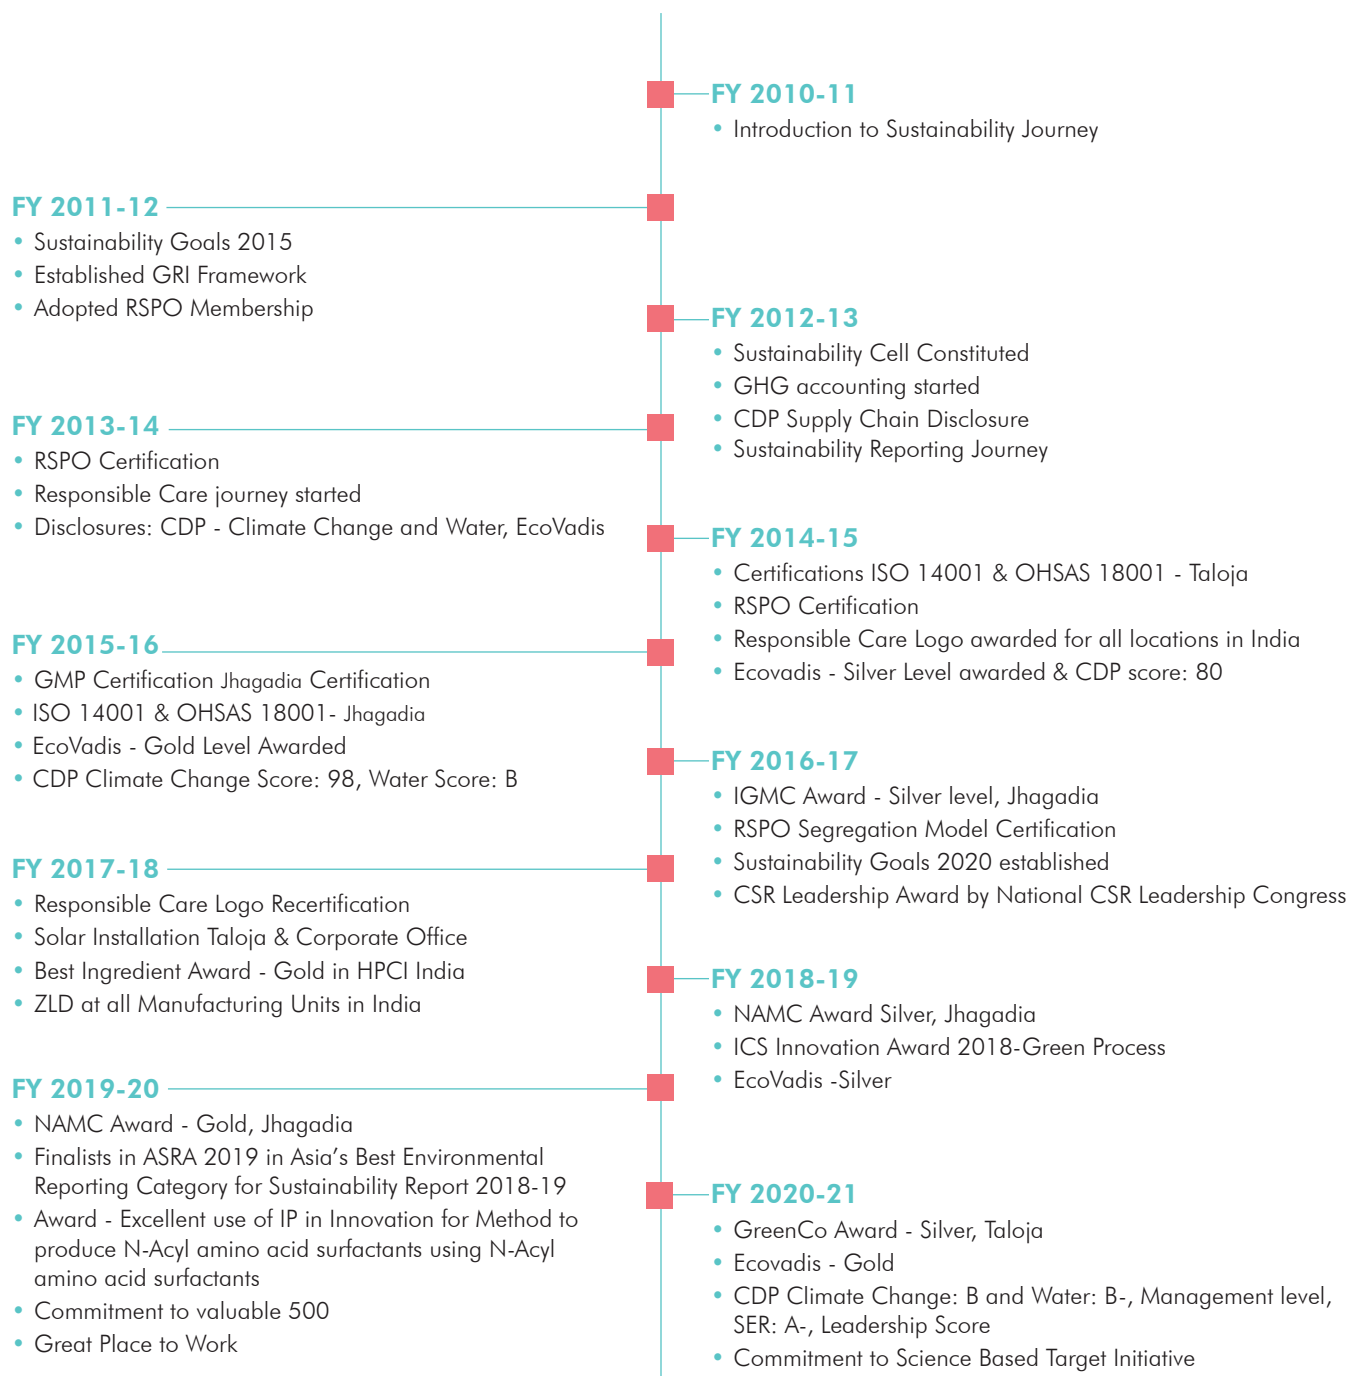 FY 2010-11
• Introduction to Sustainability Journey
FY 2011-12
• Sustainability Goals 2015
• Established GRI Framework
• Adopted RSPO Membership
FY 2012-13
• Sustainability Cell Constituted
• GHG accounting started
• CDP Supply Chain Disclosure
• Sustainability Reporting Journey
FY 2013-14
• RSPO Certification
• Responsible Care journey started
• Disclosures: CDP - Climate Change and Water, EcoVadis
FY 2014-15
• Certifications ISO 14001 & OHSAS 18001 - Taloja
• RSPO Certification
• Responsible Care Logo awarded for all locations in India
• Ecovadis - Silver Level awarded & CDP score: 80
FY 2015-16
• GMP Certification Jhagadia Certification
• ISO 14001 & OHSAS 18001- Jhagadia
• EcoVadis - Gold Level Awarded
• CDP Climate Change Score: 98, Water Score: B
FY 2016-17
• IGMC Award - Silver level, Jhagadia
• RSPO Segregation Model Certification
• Sustainability Goals 2020 established
• CSR Leadership Award by National CSR Leadership Congress
FY 2017-18
• Responsible Care Logo Recertification
• Solar Installation Taloja & Corporate Office
• Best Ingredient Award - Gold in HPCI India
• ZLD at all Manufacturing Units in India
FY 2018-19
• NAMC Award Silver, Jhagadia
• ICS Innovation Award 2018-Green Process
• EcoVadis -Silver
FY 2019-20
• NAMC Award - Gold, Jhagadia
• Finalists in ASRA 2019 in Asia's Best Environmental
Reporting Category for Sustainability Report 2018-19
• Award - Excellent use of IP in Innovation for Method to
produce N-Acyl amino acid surfactants using N-Acyl
amino acid surfactants
• Commitment to valuable 500
• Great Place to Work
FY 2020-21
• GreenCo Award - Silver, Taloja
• Ecovadis - Gold
• CDP Climate Change: B and Water: B-, Management level,
SER: A-, Leadership Score
• Commitment to Science Based Target Initiative